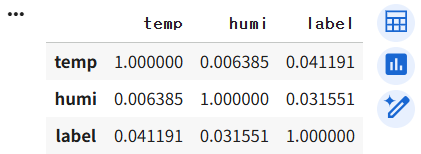 temp humi label
temp 1.000000 0.006385 0.041191
humi 0.006385 1.000000 0.031551
label 0.041191 0.031551 1.000000